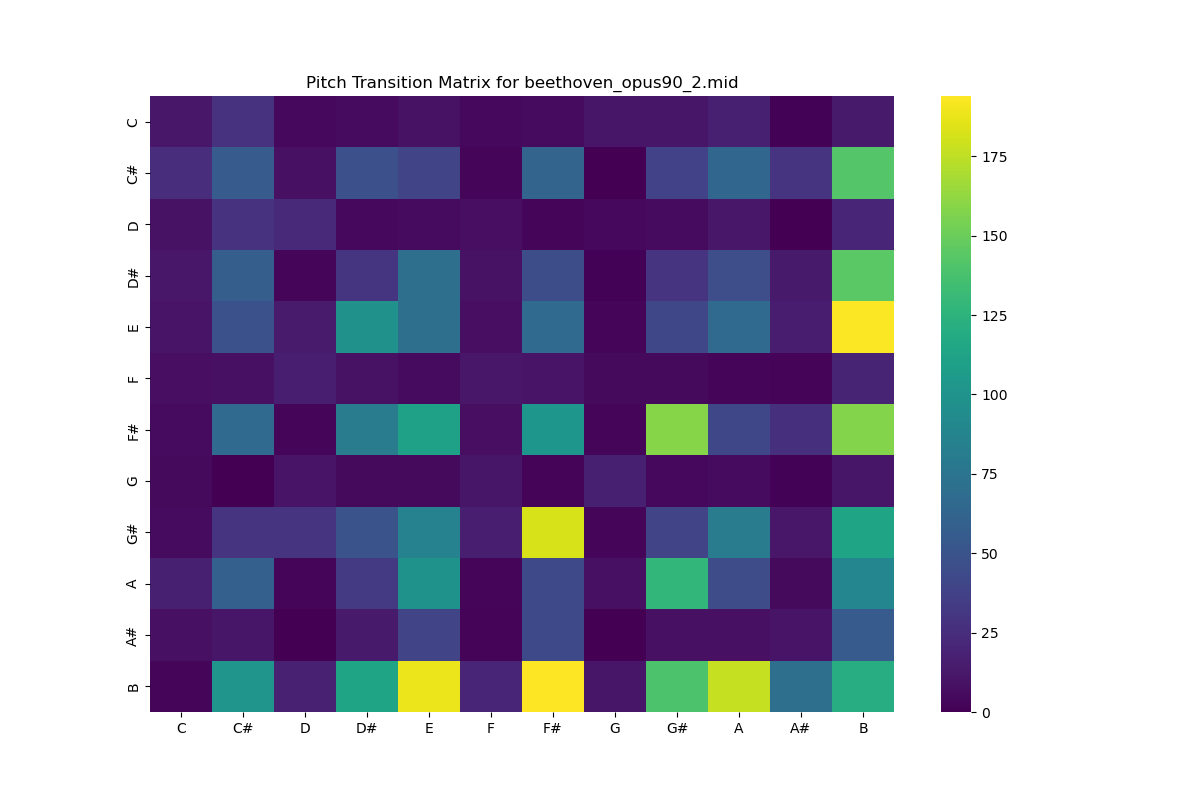 Pitch Transition Matrix for beethoven_opus90_2.mid
C
C#
D
D#
E
F
F#
G
G#
A
A#
B
C C# D D# E F F# G G# A A# B
175
150
125
100
75
50
25
0